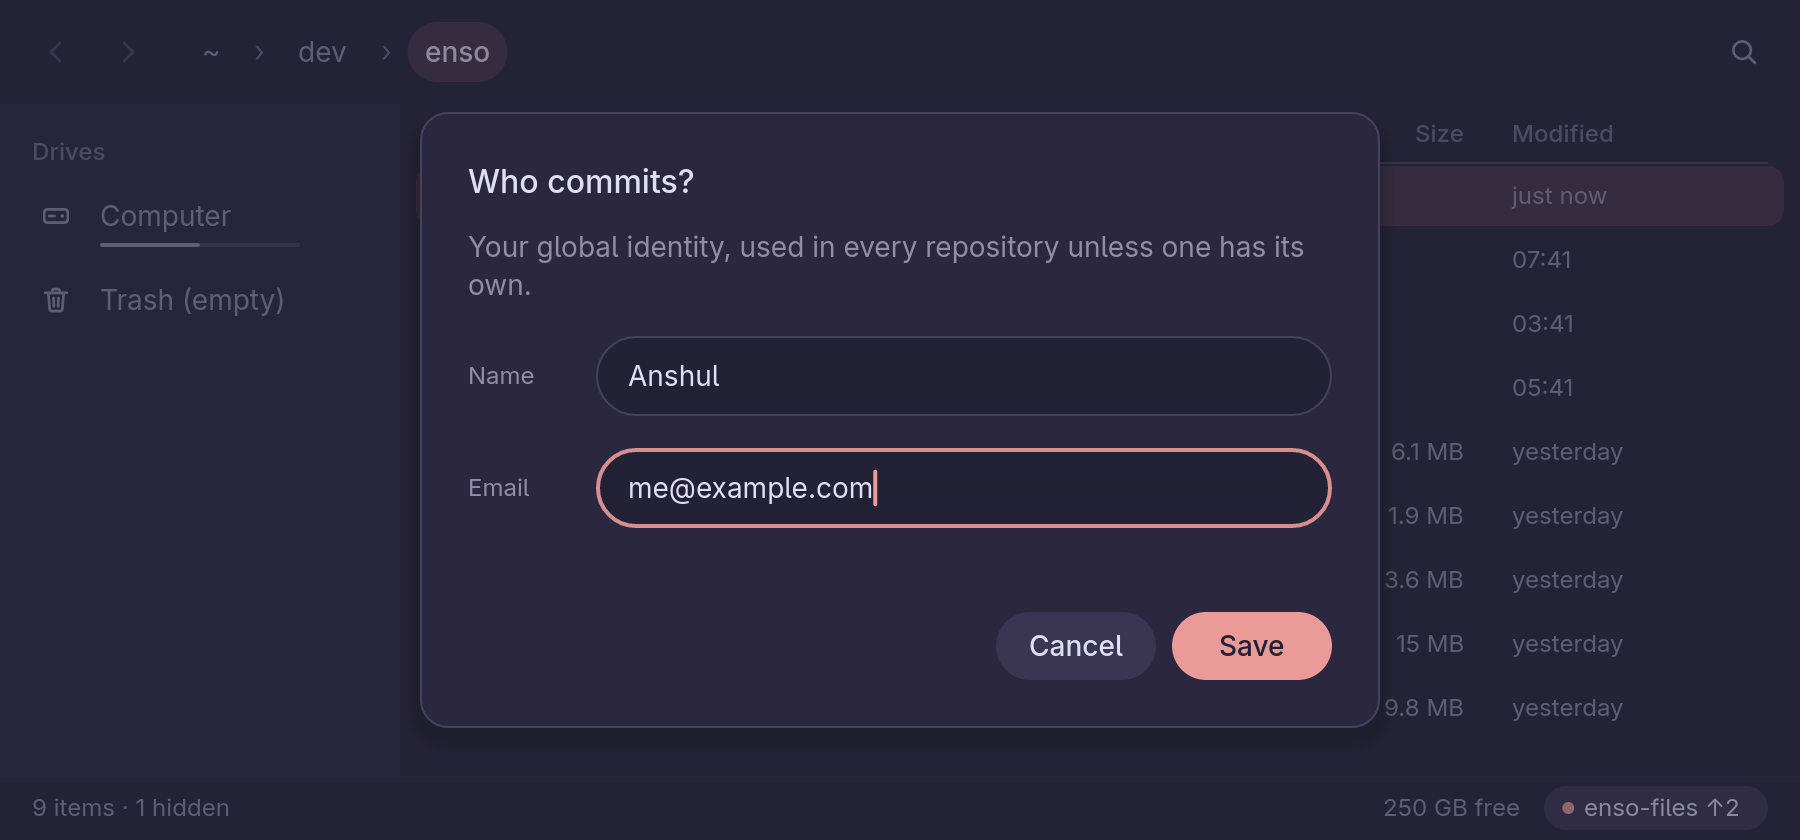 ~ › dev › enso
Drives
Computer
Trash (empty)
Size Modified
just now
07:41
03:41
05:41
6.1 MB yesterday
1.9 MB yesterday
3.6 MB yesterday
15 MB yesterday
9.8 MB yesterday
Who commits?
Your global identity, used in every repository unless one has its
own.
Name Anshul
Email me@example.com
Cancel Save
9 items · 1 hidden
250 GB free enso-files ↑2